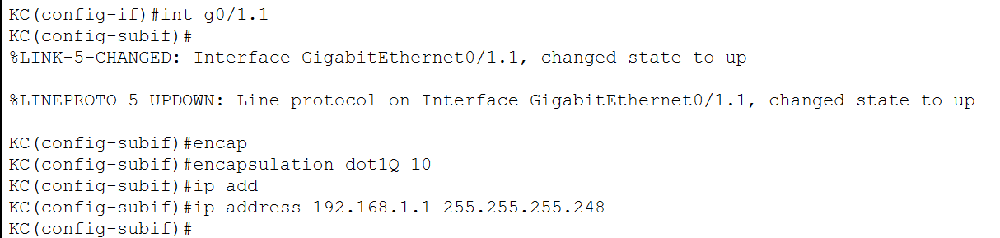 KC(config-if)#int g0/1.1
KC(config-subif)#
%LINK-5-CHANGED: Interface GigabitEthernet0/1.1, changed state to up
%LINEPROTO-5-UPDOWN: Line protocol on Interface GigabitEthernet0/1.1, changed state to up
KC(config-subif)#encap
KC(config-subif)#encapsulation dot1Q 10
KC(config-subif)#ip add
KC(config-subif)#ip address 192.168.1.1 255.255.255.248
KC(config-subif)#